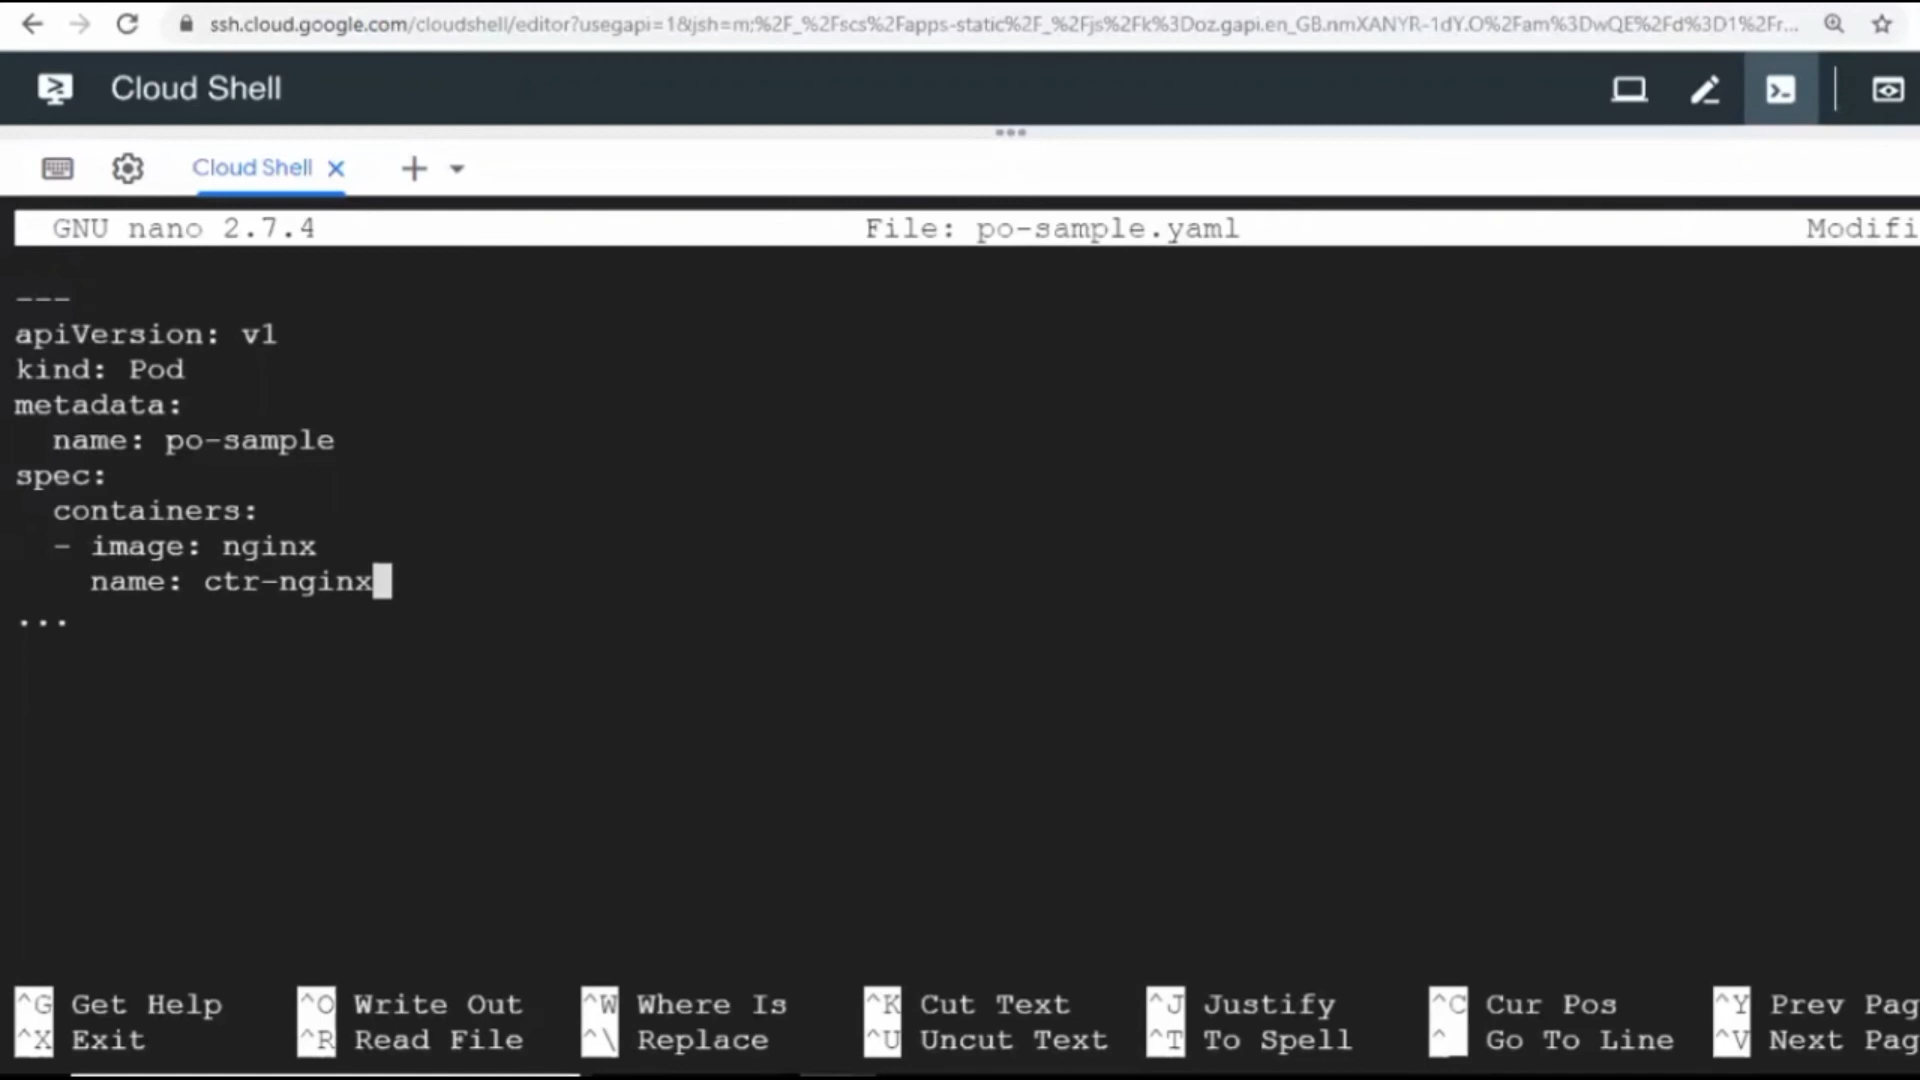 ssh.cloud.google.com/cloudshell/editor?usegapi=1&jsh=m;%2F_%2Fscs%2Fapps-static%2F_%2Fjs%2Fk%3Doz.gapi.en_GB.nmXANYR-1dY.O%2Fam%3DwQE%2Fd%3D1%2Fr...
Cloud Shell
Cloud Shell
GNU nano 2.7.4 File: po-sample.yaml Modifi
---
apiVersion: v1
kind: Pod
metadata:
  name: po-sample
spec:
  containers:
  - image: nginx
    name: ctr-nginx
...
^G Get Help ^O Write Out ^W Where Is ^K Cut Text ^J Justify ^C Cur Pos ^Y Prev Pag
^X Exit ^R Read File ^\ Replace ^U Uncut Text ^T To Spell ^_ Go To Line ^V Next Pag